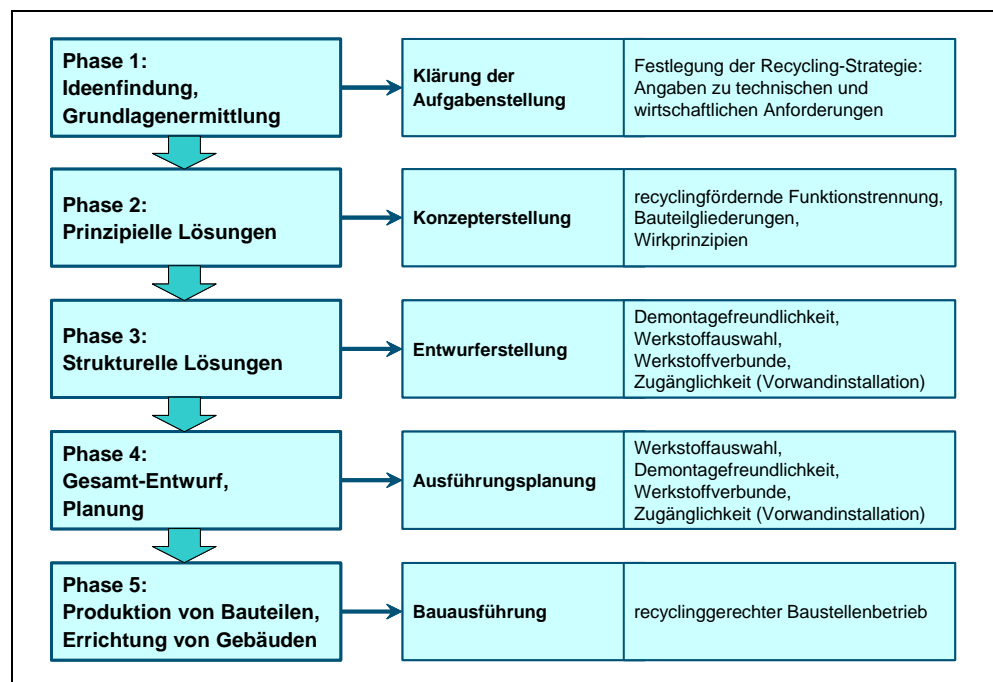 Phase 1:
Ideenfindung,
Grundlagenermittlung
Klärung der
Aufgabenstellung
Festlegung der Recycling-Strategie:
Angaben zu technischen und
wirtschaftlichen Anforderungen
Phase 2:
Prinzipielle Lösungen
Konzepterstellung
recyclingfördernde Funktionstrennung,
Bauteilgliederungen,
Wirkprinzipien
Phase 3:
Strukturelle Lösungen
Entwurferstellung
Demontagefreundlichkeit,
Werkstoffauswahl,
Werkstoffverbunde,
Zugänglichkeit (Vorwandinstallation)
Phase 4:
Gesamt-Entwurf,
Planung
Ausführungsplanung
Werkstoffauswahl,
Demontagefreundlichkeit,
Werkstoffverbunde,
Zugänglichkeit (Vorwandinstallation)
Phase 5:
Produktion von Bauteilen,
Errichtung von Gebäuden
Bauausführung
recyclinggerechter Baustellenbetrieb